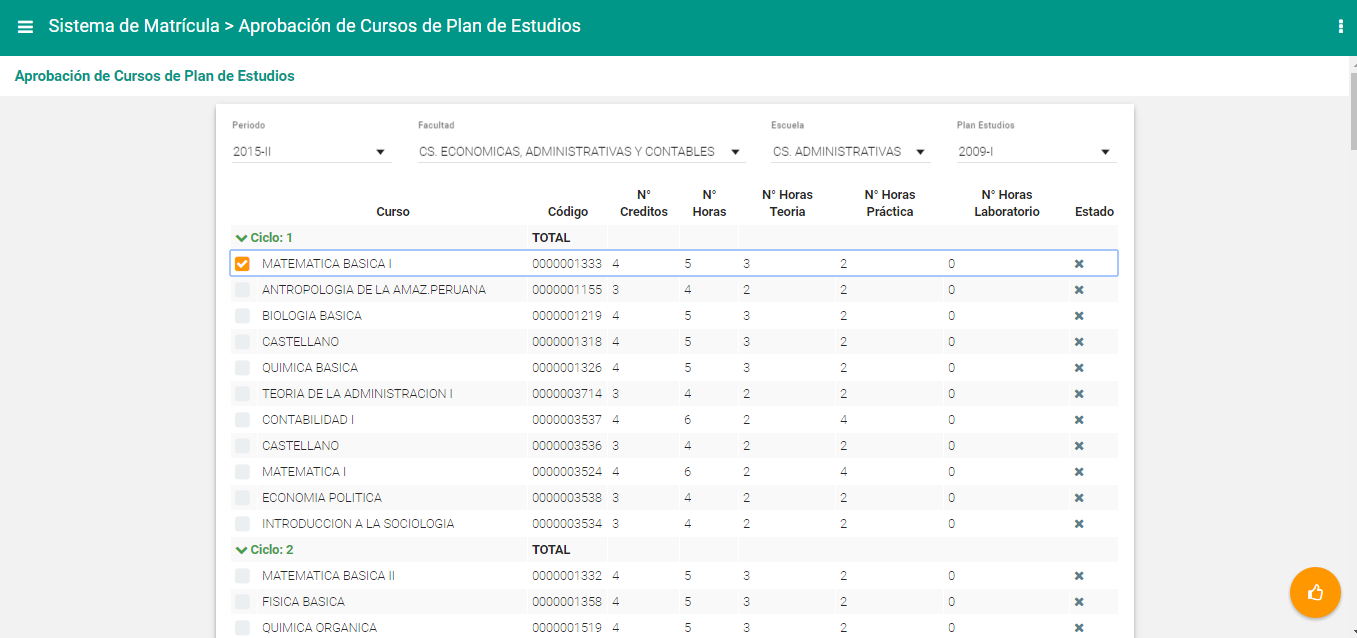 Sistema de Matrícula > Aprobación de Cursos de Plan de Estudios
Aprobación de Cursos de Plan de Estudios
Periodo Facultad Escuela Plan Estudios
2015-II CS. ECONOMICAS, ADMINISTRATIVAS Y CONTABLES CS. ADMINISTRATIVAS 2009-I
N° N° N° Horas N° Horas N° Horas
Curso Código Creditos Horas Teoria Práctica Laboratorio Estado
Ciclo: 1 TOTAL
MATEMATICA BASICA I 0000001333 4 5 3 2 0
ANTROPOLOGIA DE LA AMAZ.PERUANA 0000001155 3 4 2 2 0
BIOLOGIA BASICA 0000001219 4 5 3 2 0
CASTELLANO 0000001318 4 5 3 2 0
QUIMICA BASICA 0000001326 4 5 3 2 0
TEORIA DE LA ADMINISTRACION I 0000003714 3 4 2 2 0
CONTABILIDAD I 0000003537 4 6 2 4 0
CASTELLANO 0000003536 3 4 2 2 0
MATEMATICA I 0000003524 4 6 2 4 0
ECONOMIA POLITICA 0000003538 3 4 2 2 0
INTRODUCCION A LA SOCIOLOGIA 0000003534 3 4 2 2 0
Ciclo: 2 TOTAL
MATEMATICA BASICA II 0000001332 4 5 3 2 0
FISICA BASICA 0000001358 4 5 3 2 0
QUIMICA ORGANICA 0000001519 4 5 3 2 0